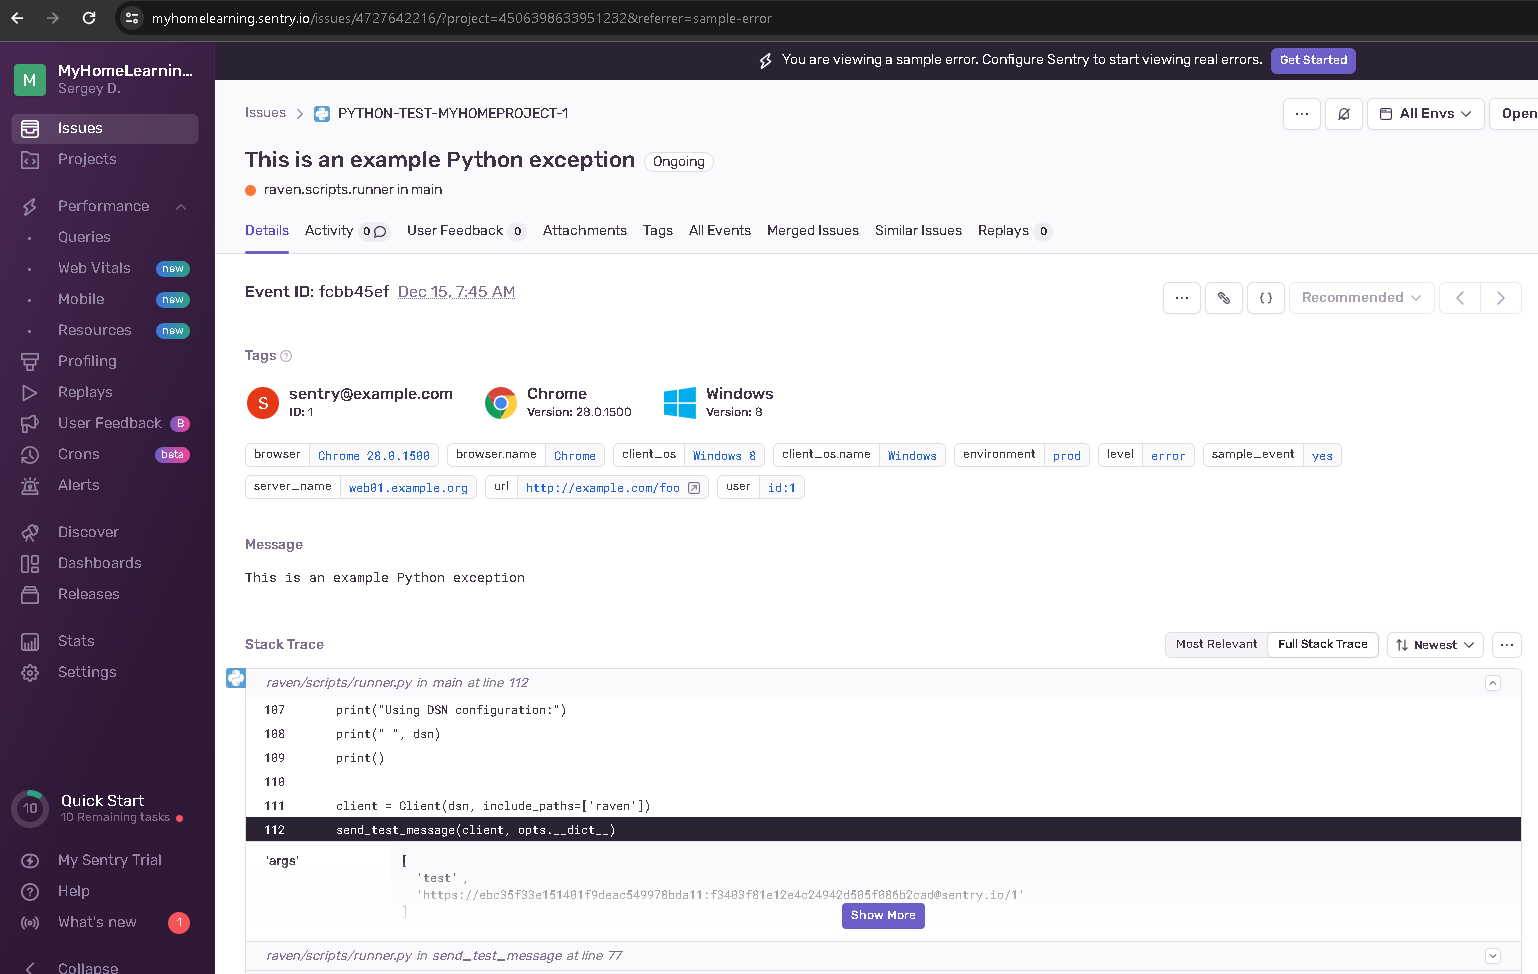 myhomelearning.sentry.io/issues/4727642216/?project=4506398633951232&referrer=sample-error
You are viewing a sample error. Configure Sentry to start viewing real errors. Get Started
M MyHomeLearnin...
Sergey D.
Issues
Projects
Performance
Queries
Web Vitals new
Mobile new
Resources new
Profiling
Replays
User Feedback B
Crons beta
Alerts
Discover
Dashboards
Releases
Stats
Settings
10 Quick Start
10 Remaining tasks
My Sentry Trial
Help
What's new 1
Collapse
Issues > PYTHON-TEST-MYHOMEPROJECT-1
... All Envs Open
This is an example Python exception Ongoing
raven.scripts.runner in main
Details Activity 0 User Feedback 0 Attachments Tags All Events Merged Issues Similar Issues Replays 0
Event ID: fcbb45ef Dec 15, 7:45 AM
... {} Recommended
Tags ?
S sentry@example.com Chrome Windows
ID: 1 Version: 28.0.1500 Version: 8
browser Chrome 28.0.1500 browser.name Chrome client_os Windows 8 client_os.name Windows environment prod level error sample_event yes
server_name web01.example.org url http://example.com/foo user id:1
Message
This is an example Python exception
Stack Trace Most Relevant Full Stack Trace Newest ...
raven/scripts/runner.py in main at line 112
107 print("Using DSN configuration:")
108 print(" ", dsn)
109 print()
110
111 client = Client(dsn, include_paths=['raven'])
112 send_test_message(client, opts.__dict__)
'args' [
'test',
'https://ebc35f33e151401f9deac549978bda11:f3403f81e12e4c24942d505f086b2cad@sentry.io/1'
]
Show More
raven/scripts/runner.py in send_test_message at line 77